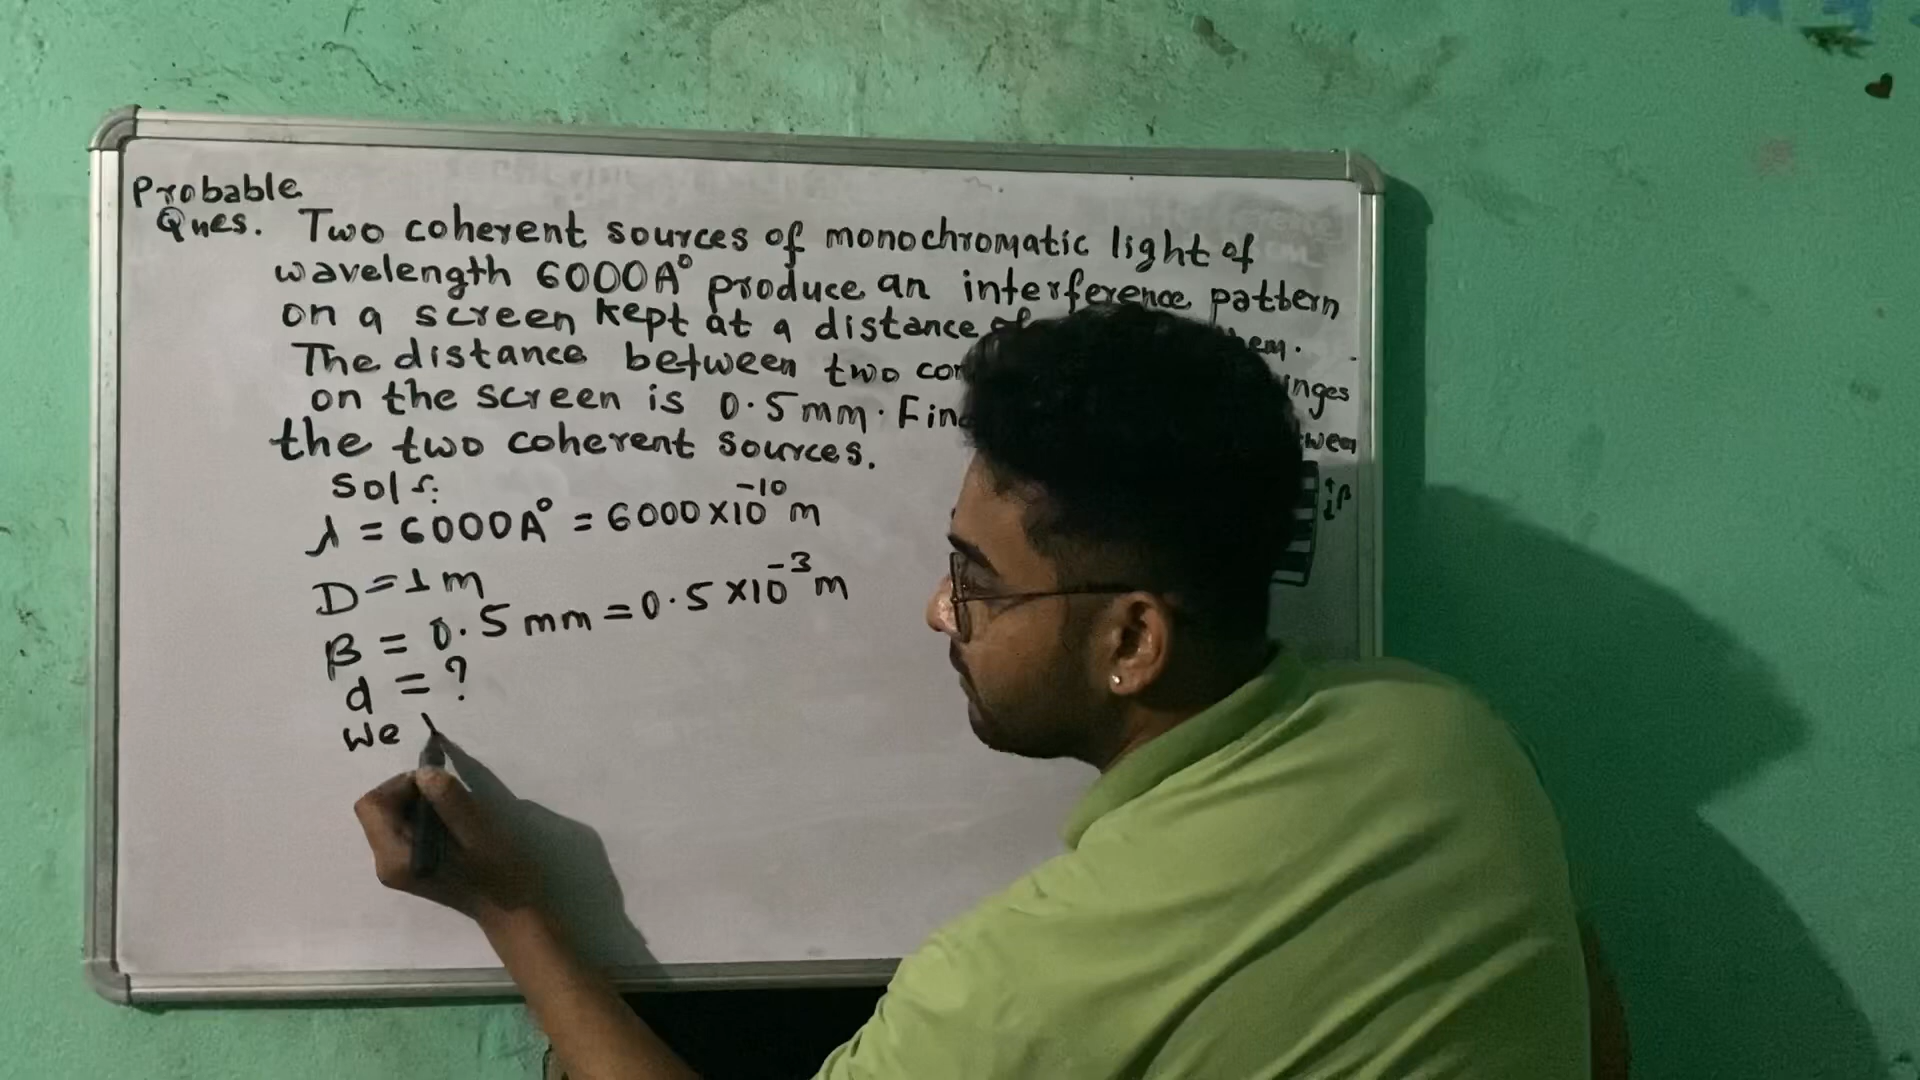 Probable
Ques. Two coherent sources of monochromatic light of
wavelength 6000A° produce an interference pattern
on a screen kept at a distance of
The distance between two
on the screen is 0.5mm.
the two coherent sources.
Sol:
λ = 6000A° = 6000×10⁻¹⁰ m
D = 1 m
β = 0.5 mm = 0.5 ×10⁻³ m
d = ?
We
β